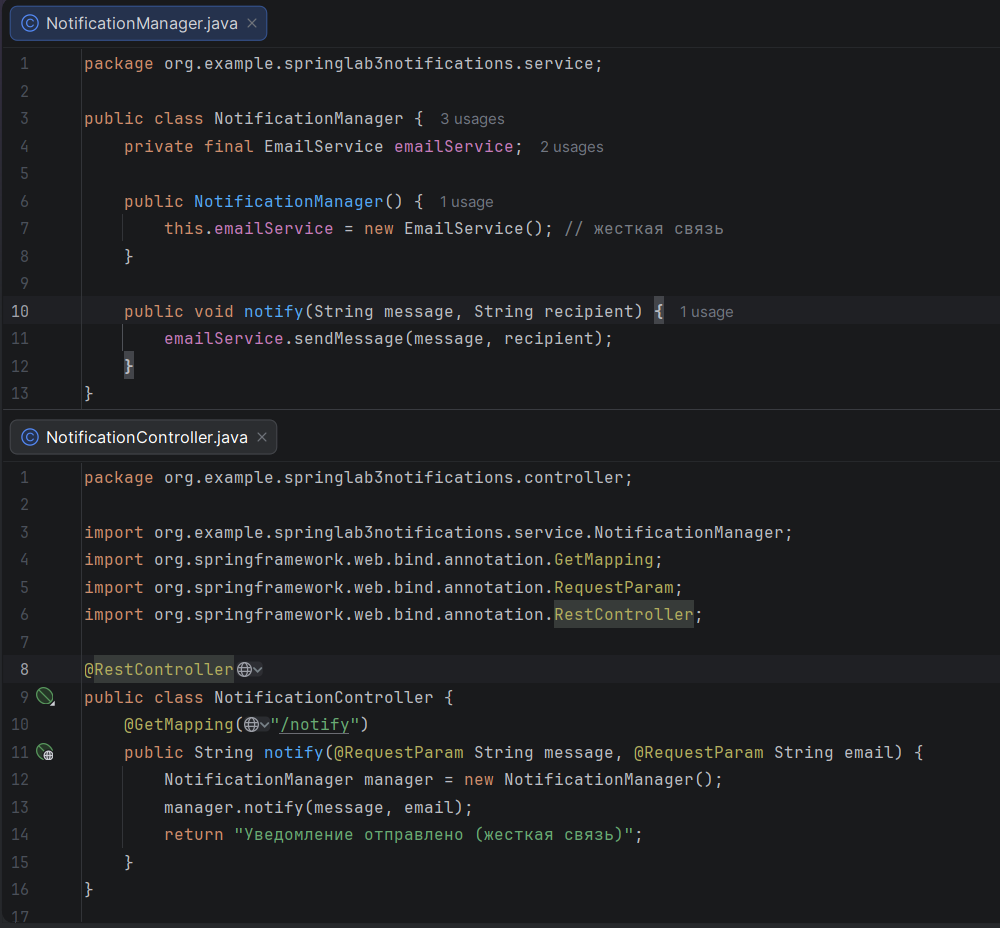 NotificationManager.java
1 package org.example.springlab3notifications.service;
2
3 public class NotificationManager { 3 usages
4 private final EmailService emailService; 2 usages
5
6 public NotificationManager() { 1 usage
7 this.emailService = new EmailService(); // жесткая связь
8 }
9
10 public void notify(String message, String recipient) { 1 usage
11 emailService.sendMessage(message, recipient);
12 }
13 }
NotificationController.java
1 package org.example.springlab3notifications.controller;
2
3 import org.example.springlab3notifications.service.NotificationManager;
4 import org.springframework.web.bind.annotation.GetMapping;
5 import org.springframework.web.bind.annotation.RequestParam;
6 import org.springframework.web.bind.annotation.RestController;
7
8 @RestController
9 public class NotificationController {
10 @GetMapping("/notify")
11 public String notify(@RequestParam String message, @RequestParam String email) {
12 NotificationManager manager = new NotificationManager();
13 manager.notify(message, email);
14 return "Уведомление отправлено (жесткая связь)";
15 }
16 }
17